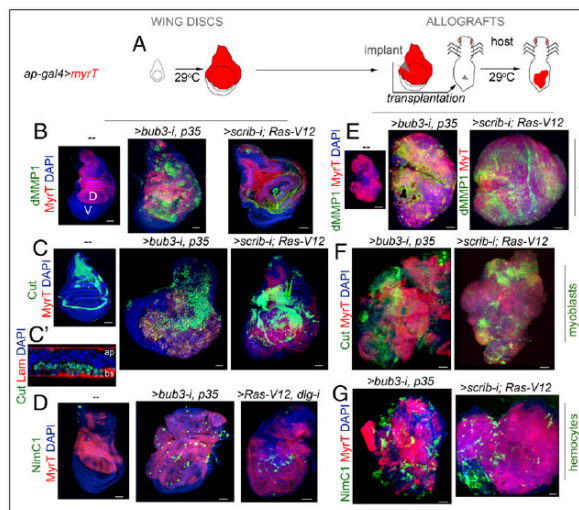 WING DISCS ALLOGRAFTS
A
ap-gal4>myrT
29ºC
implant
transplantation
host
29ºC
B
--
>bub3-i, p35
>scrib-i; Ras-V12
dMMP1
MyrT DAPI
D
V
E
--
>bub3-i, p35
>scrib-i; Ras-V12
dMMP1 MyrT DAPI
dMMP1 MyT
C
--
>bub3-i, p35
>scrib-i; Ras-V12
Cut
MyrT DAPI
C'
Cut Lam DAPI
ap
bs
F
>bub3-i, p35
>scrib-i; Ras-V12
Cut MyrT DAPI
myoblasts
D
--
>bub3-i, p35
>Ras-V12, dlg-i
NimC1
MyrT DAPI
G
>bub3-i, p35
>scrib-i; Ras-V12
NimC1 MyrT DAPI
hemocytes